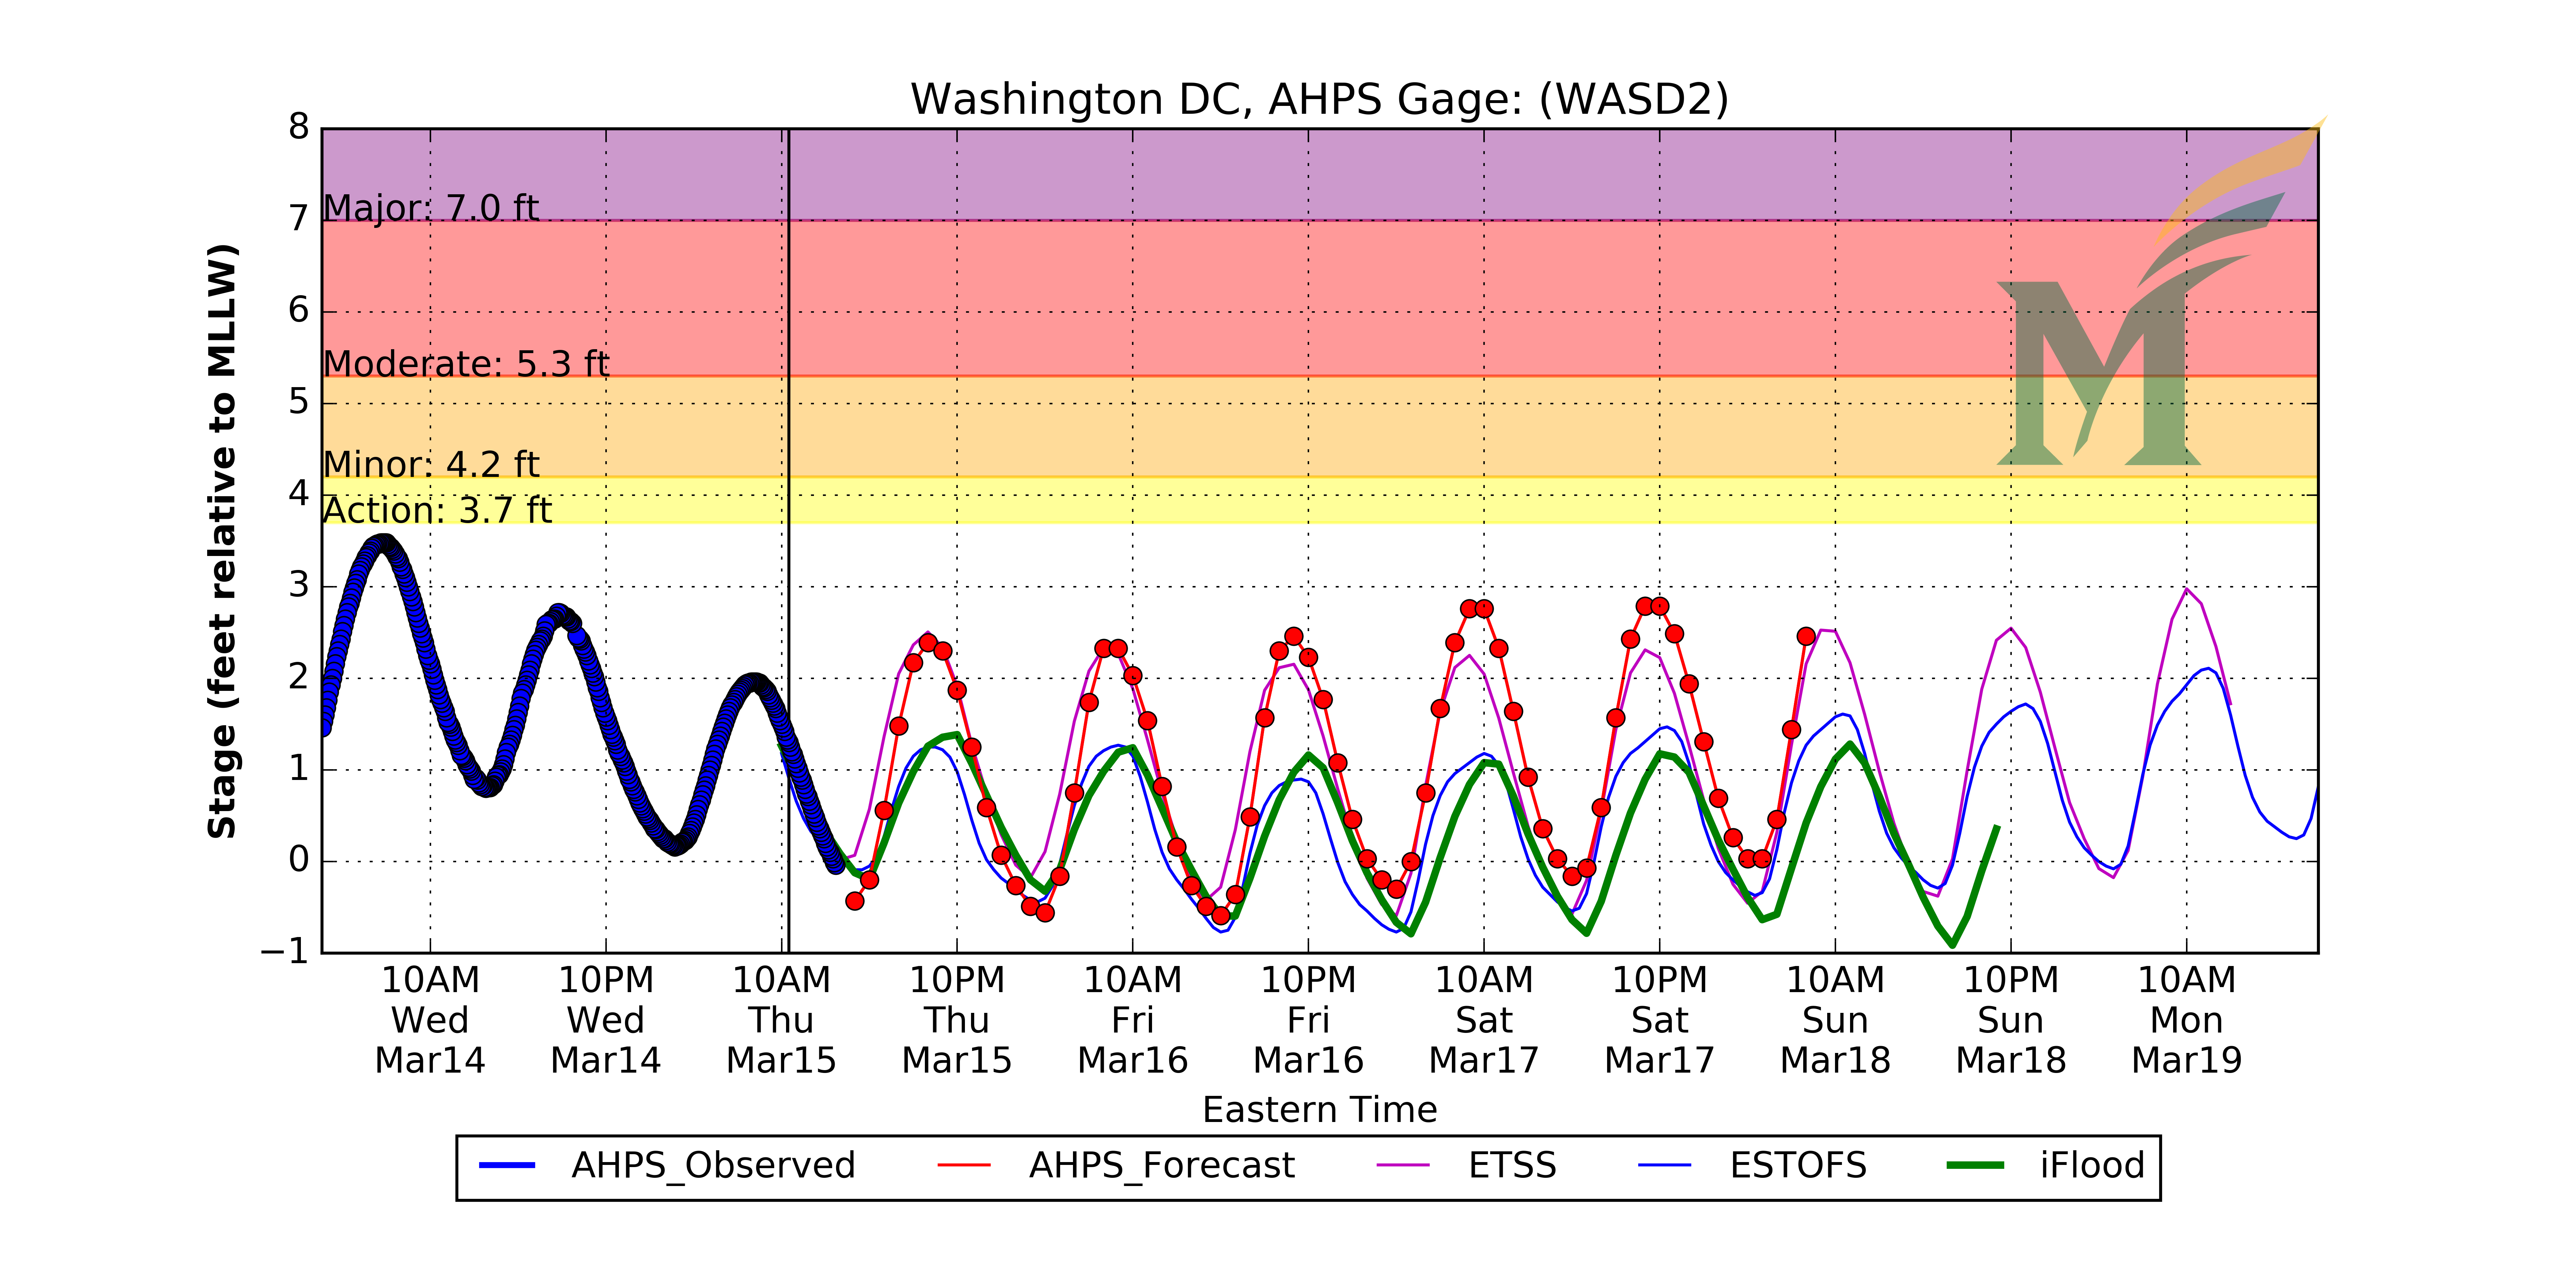 Washington DC, AHPS Gage: (WASD2)
Stage (feet relative to MLLW)
8
7
6
5
4
3
2
1
0
−1
Major: 7.0 ft
Moderate: 5.3 ft
Minor: 4.2 ft
Action: 3.7 ft
M
10AM Wed Mar14
10PM Wed Mar14
10AM Thu Mar15
10PM Thu Mar15
10AM Fri Mar16
10PM Fri Mar16
10AM Sat Mar17
10PM Sat Mar17
10AM Sun Mar18
10PM Sun Mar18
10AM Mon Mar19
Eastern Time
AHPS_Observed AHPS_Forecast ETSS ESTOFS iFlood